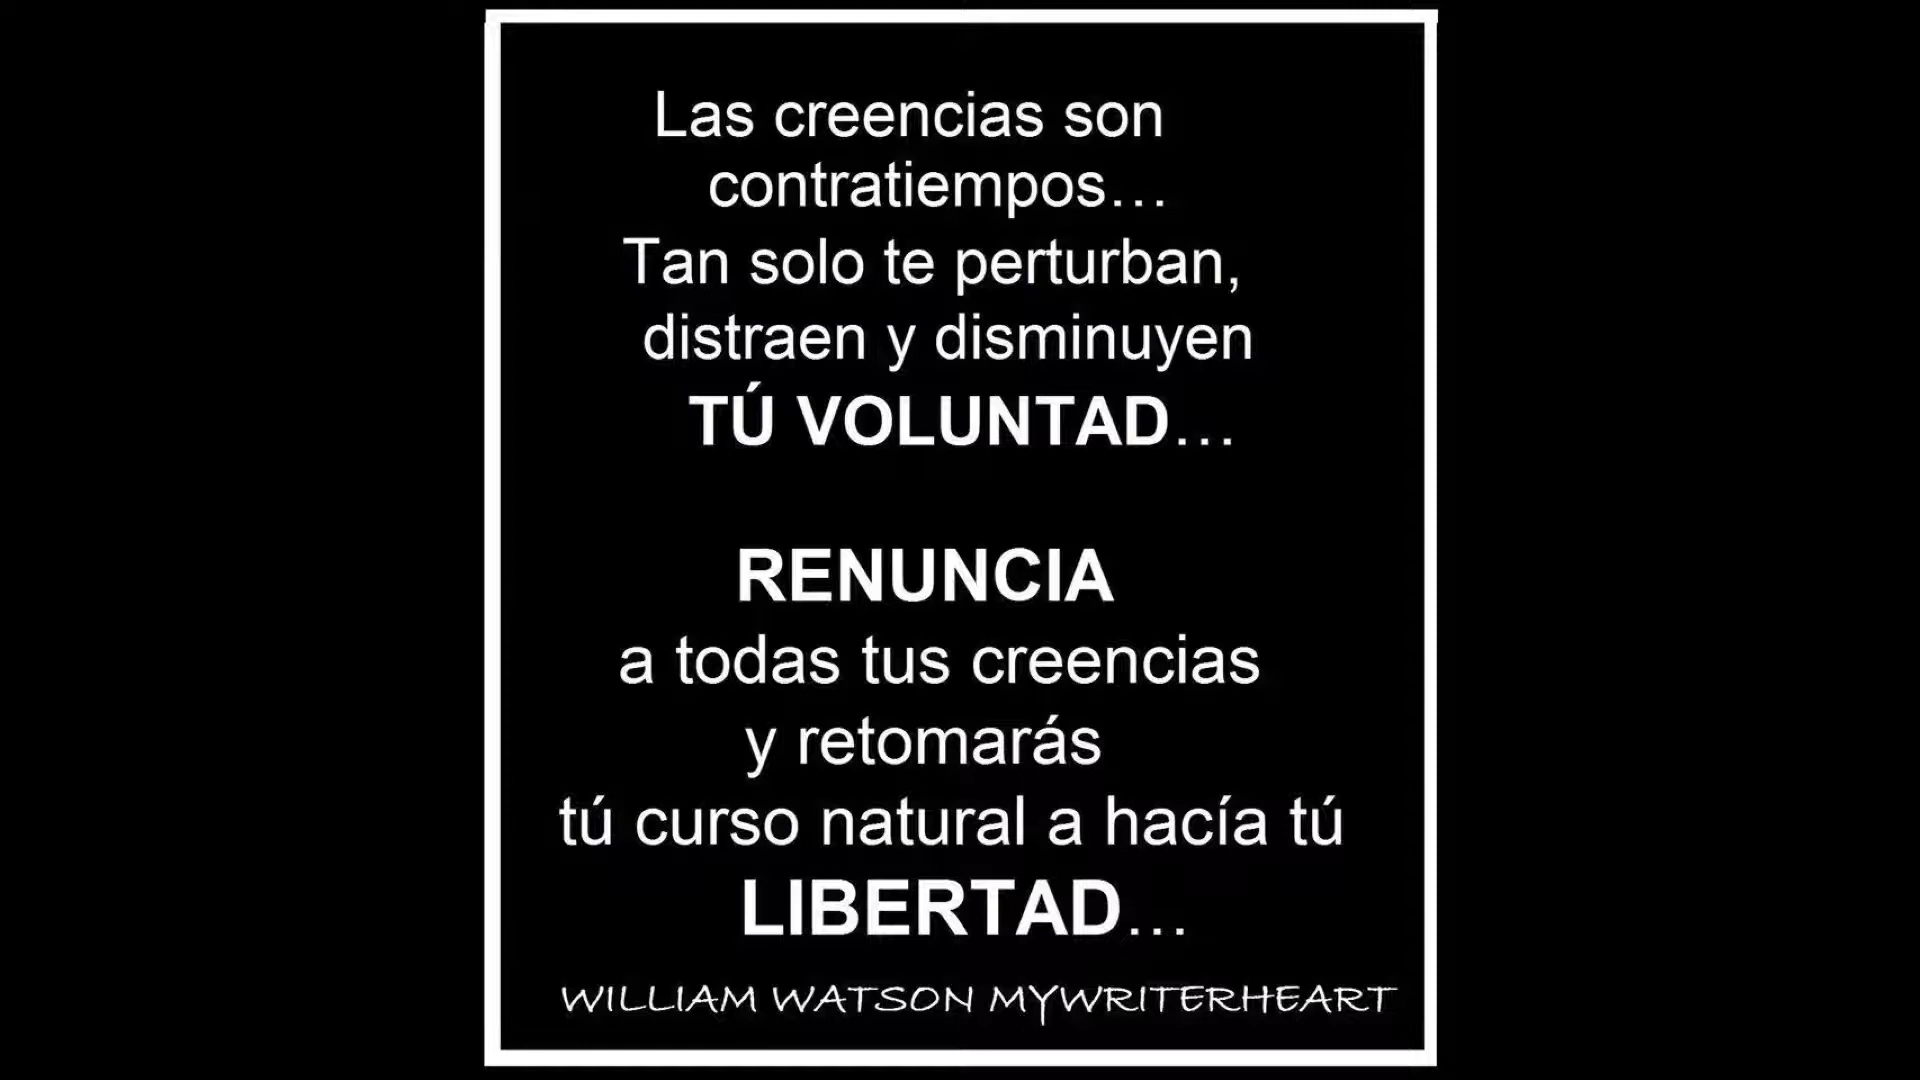 Las creencias son
contratiempos…
Tan solo te perturban,
distraen y disminuyen
TÚ VOLUNTAD…
RENUNCIA
a todas tus creencias
y retomarás
tú curso natural a hacía tú
LIBERTAD…
WILLIAM WATSON MYWRITERHEART